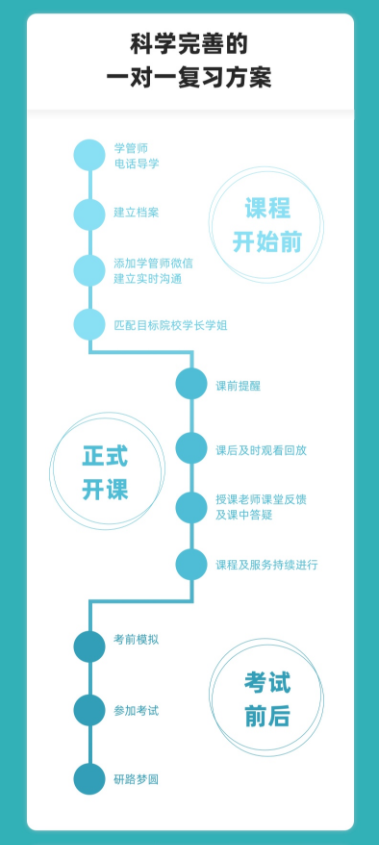 科学完善的
一对一复习方案
学管师
电话导学
建立档案
添加学管师微信
建立实时沟通
匹配目标院校学长学姐
课程
开始前
课前提醒
课后及时观看回放
授课老师课堂反馈
及课中答疑
课程及服务持续进行
正式
开课
考前模拟
参加考试
研路梦圆
考试
前后